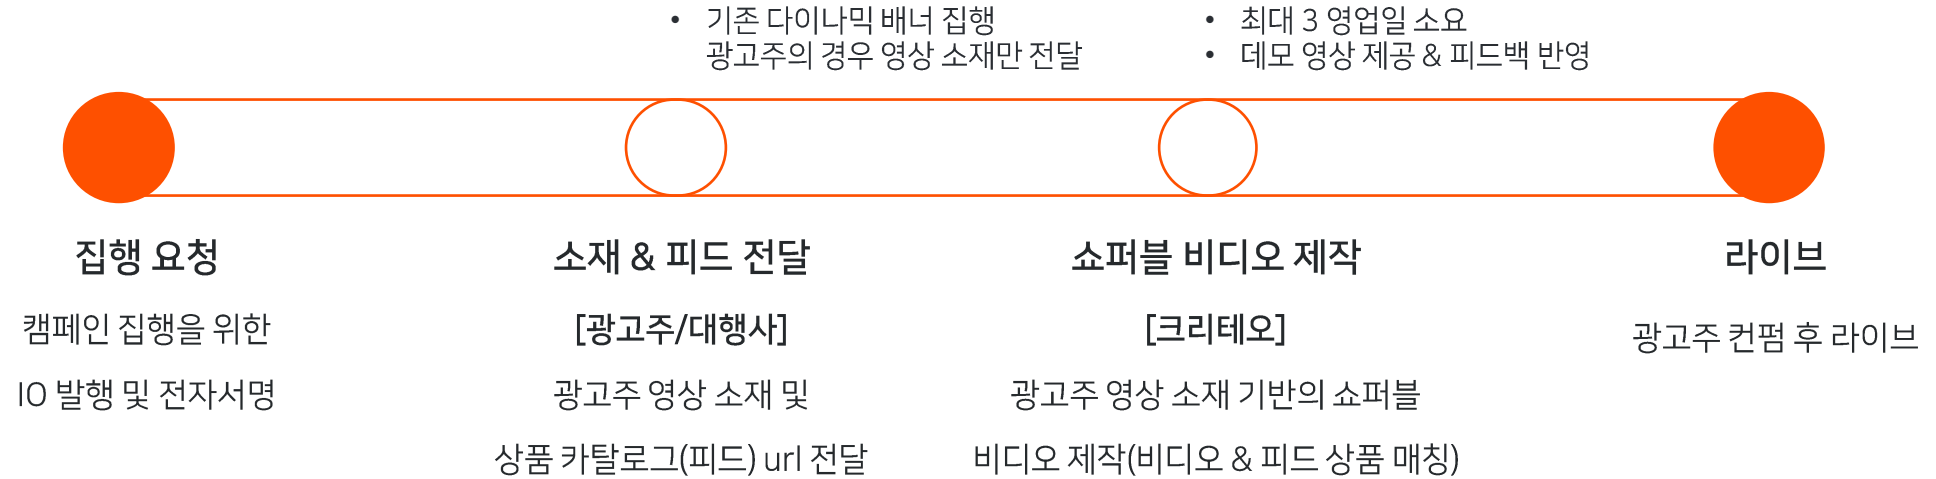 • 기존 다이나믹 배너 집행
광고주의 경우 영상 소재만 전달
• 최대 3 영업일 소요
• 데모 영상 제공 & 피드백 반영
집행 요청
캠페인 집행을 위한
IO 발행 및 전자서명
소재 & 피드 전달
[광고주/대행사]
광고주 영상 소재 및
상품 카탈로그(피드) url 전달
쇼퍼블 비디오 제작
[크리테오]
광고주 영상 소재 기반의 쇼퍼블
비디오 제작(비디오 & 피드 상품 매칭)
라이브
광고주 컨펌 후 라이브